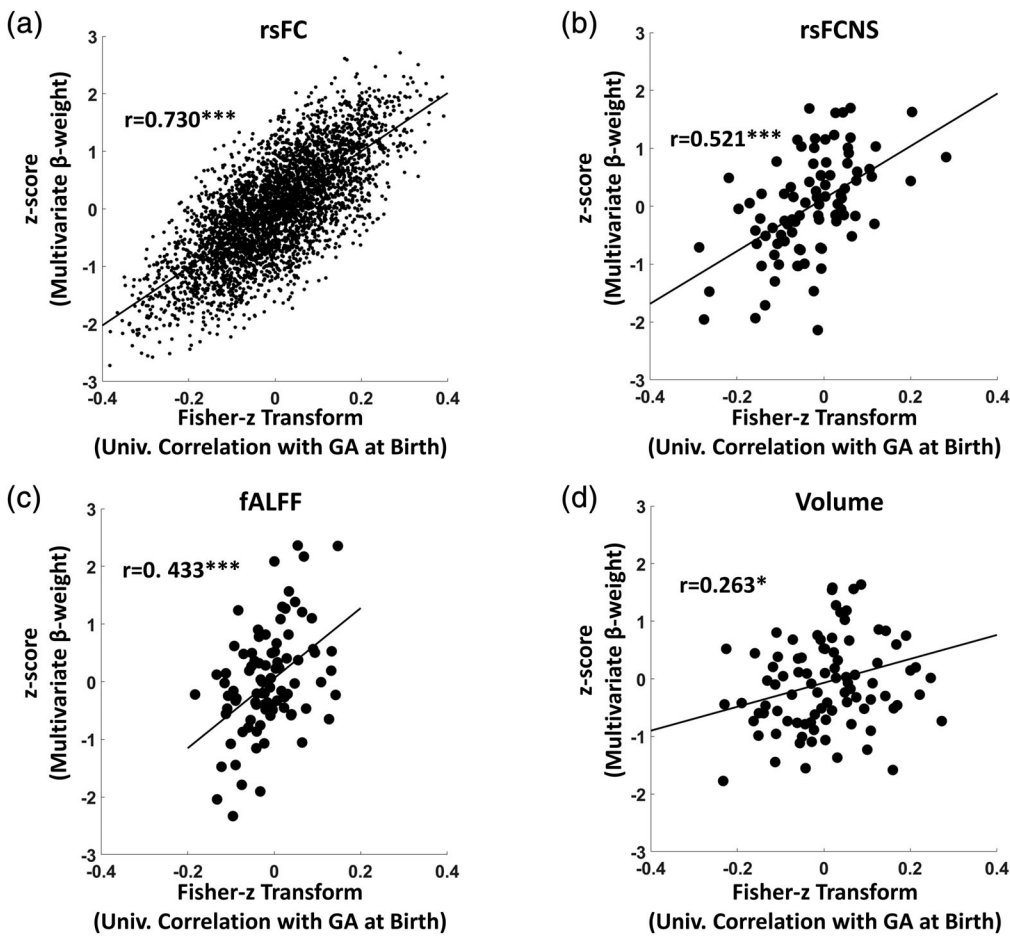 (a)
rsFC
z-score
(Multivariate β-weight)
3
2
1
0
-1
-2
-3
r=0.730***
-0.4
-0.2
0
0.2
0.4
Fisher-z Transform
(Univ. Correlation with GA at Birth)
(b)
rsFCNS
z-score
(Multivariate β-weight)
3
2
1
0
-1
-2
-3
r=0.521***
-0.4
-0.2
0
0.2
0.4
Fisher-z Transform
(Univ. Correlation with GA at Birth)
(c)
fALFF
z-score
(Multivariate β-weight)
3
2
1
0
-1
-2
-3
r=0. 433***
-0.4
-0.2
0
0.2
0.4
Fisher-z Transform
(Univ. Correlation with GA at Birth)
(d)
Volume
z-score
(Multivariate β-weight)
3
2
1
0
-1
-2
-3
r=0.263*
-0.4
-0.2
0
0.2
0.4
Fisher-z Transform
(Univ. Correlation with GA at Birth)